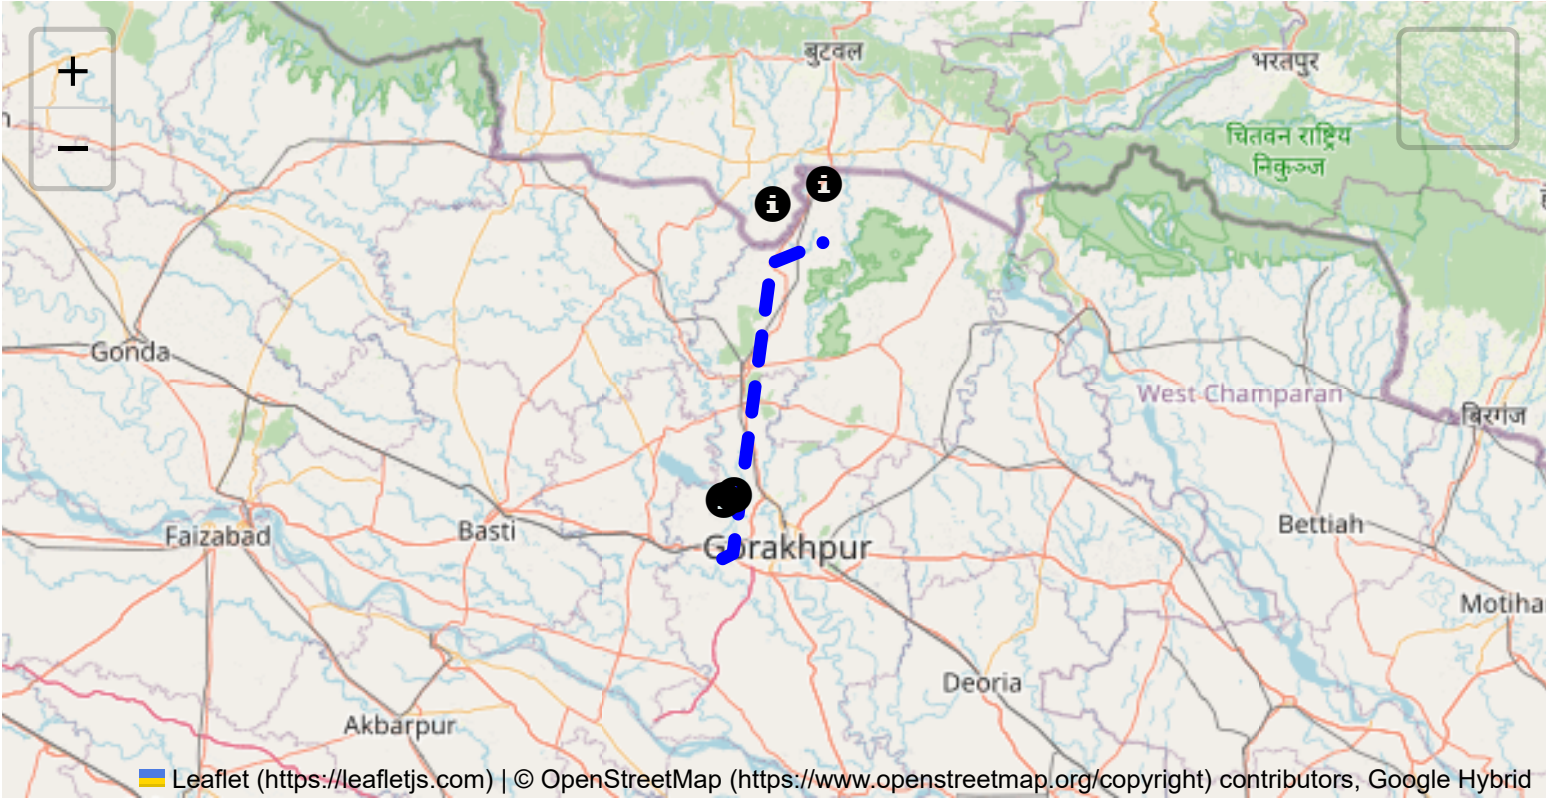 +
−
बुटवल
भरतपुर
चितवन राष्ट्रिय
निकुञ्ज
i
i
Gonda
West Champaran
बिरगंज
Faizabad
Basti
Gorakhpur
Bettiah
Motiha
Deoria
Akbarpur
Leaflet (https://leafletjs.com) | © OpenStreetMap (https://www.openstreetmap.org/copyright) contributors, Google Hybrid